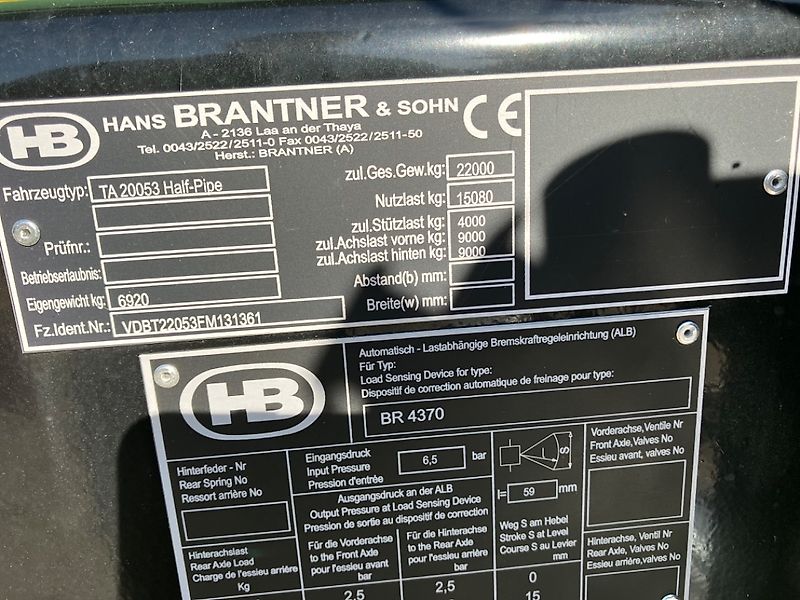 HB
HANS BRANTNER & SOHN CE
A - 2136 Laa an der Thaya
Tel. 0043/2522/2511-0 Fax 0043/2522/2511-50
Herst.: BRANTNER (A)
Fahrzeugtyp: TA 20053 Half-Pipe
Prüfnr.:
Betriebserlaubnis:
Eigengewicht kg: 6920
Fz.Ident.Nr.: VDBT22053FM131361
zul.Ges.Gew.kg: 22000
Nutzlast kg: 15080
zul.Stützlast kg: 4000
zul.Achslast vorne kg: 9000
zul.Achslast hinten kg: 9000
Abstand(b) mm:
Breite(w) mm:
HB
Automatisch - Lastabhängige Bremskraftregeleinrichtung (ALB)
Für Typ:
Load Sensing Device for type:
Dispositif de correction automatique de freinage pour type:
BR 4370
Hinterfeder - Nr
Rear Spring No
Ressort arrière No
Eingangsdruck
Input Pressure
Pression d'entrée
6,5 bar
Ausgangsdruck an der ALB
Output Pressure at Load Sensing Device
Pression de sortie au dispositif de correction
S
l= 59 mm
Vorderachse, Ventile Nr
Front Axle, Valves No
Essieu avant, valves No
Hinterachslast
Rear Axle Load
Charge de l'essieu arrière
Kg
Für die Vorderachse
to the Front Axle
pour l'essieu avant
bar
Für die Hinterachse
to the Rear Axle
pour l'essieu arrière
bar
Weg S am Hebel
Stroke S at Level
Course S au Levier
mm
Hinterachse, Ventil Nr
Rear Axle, Valves No
Essieu arrière, valves No
2,5 2,5 0
15